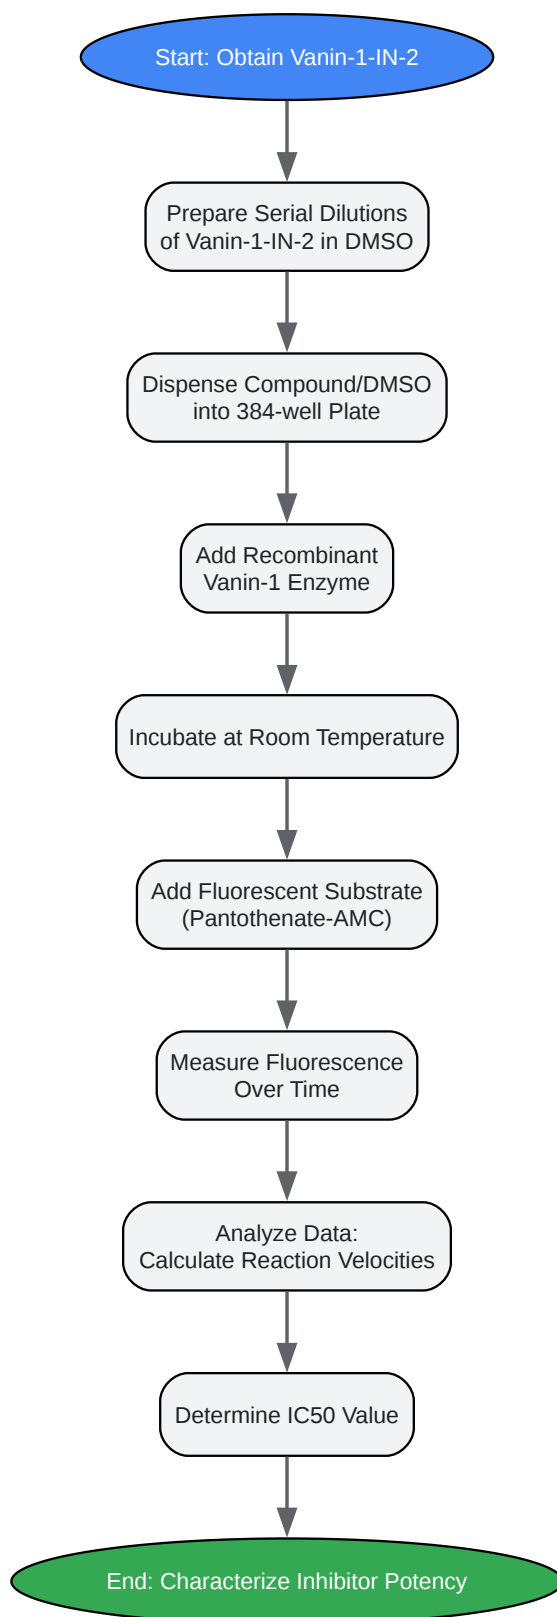 Start: Obtain Vanin-1-IN-2
Prepare Serial Dilutions
of Vanin-1-IN-2 in DMSO
Dispense Compound/DMSO
into 384-well Plate
Add Recombinant
Vanin-1 Enzyme
Incubate at Room Temperature
Add Fluorescent Substrate
(Pantothenate-AMC)
Measure Fluorescence
Over Time
Analyze Data:
Calculate Reaction Velocities
Determine IC50 Value
End: Characterize Inhibitor Potency